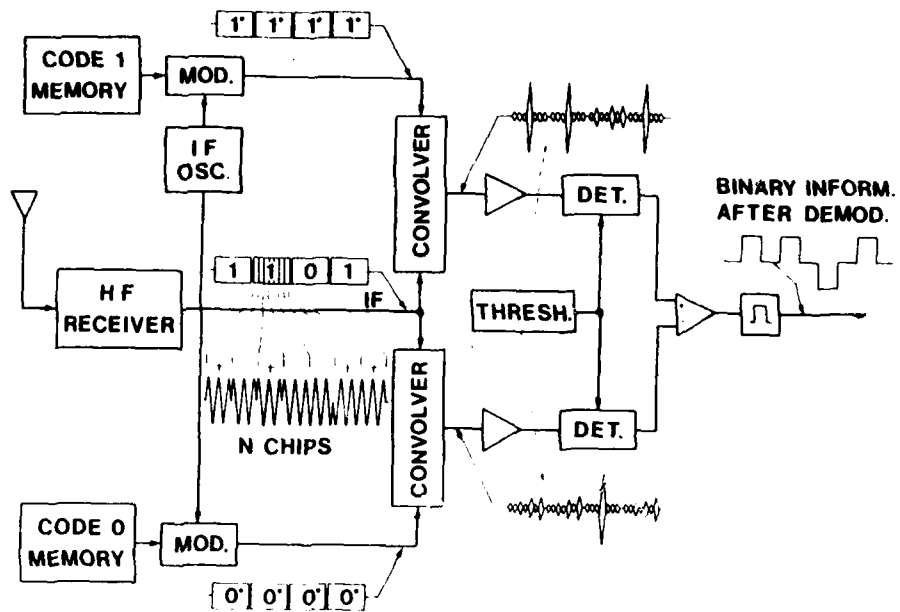 1* 1* 1* 1*
CODE 1
MEMORY
MOD.
IF
OSC.
CONVOLVER
DET.
BINARY INFORM.
AFTER DEMOD.
HF
RECEIVER
1 1 0 1
IF
THRESH.
N CHIPS
CONVOLVER
DET.
CODE 0
MEMORY
MOD.
0* 0* 0* 0*